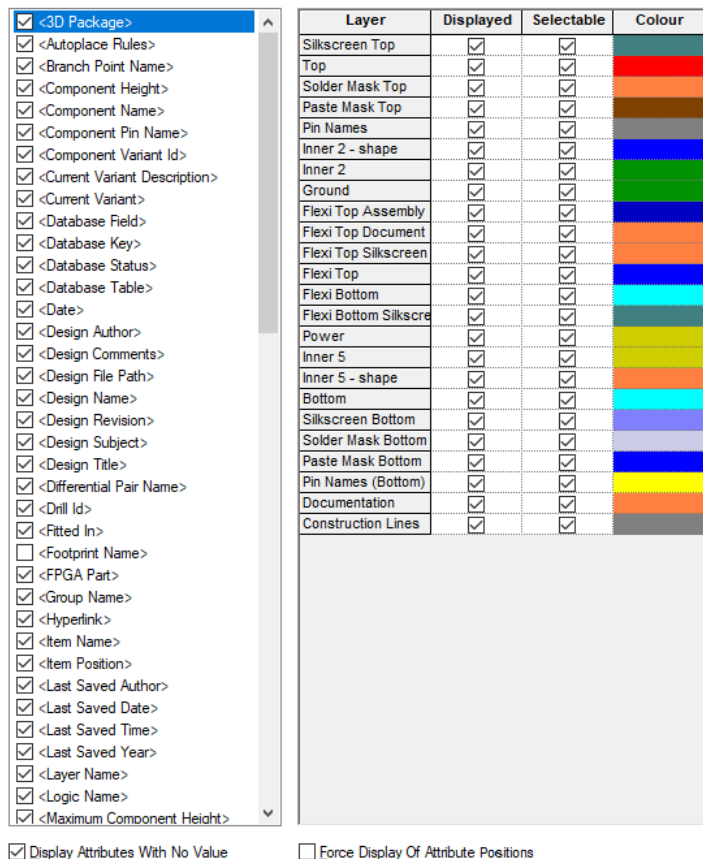 <3D Package>
<Autoplace Rules>
<Branch Point Name>
<Component Height>
<Component Name>
<Component Pin Name>
<Component Variant Id>
<Current Variant Description>
<Current Variant>
<Database Field>
<Database Key>
<Database Status>
<Database Table>
<Date>
<Design Author>
<Design Comments>
<Design File Path>
<Design Name>
<Design Revision>
<Design Subject>
<Design Title>
<Differential Pair Name>
<Drill Id>
<Fitted In>
<Footprint Name>
<FPGA Part>
<Group Name>
<Hyperlink>
<Item Name>
<Item Position>
<Last Saved Author>
<Last Saved Date>
<Last Saved Time>
<Last Saved Year>
<Layer Name>
<Logic Name>
<Maximum Component Height>
Display Attributes With No Value
Layer Displayed Selectable Colour
Silkscreen Top
Top
Solder Mask Top
Paste Mask Top
Pin Names
Inner 2 - shape
Inner 2
Ground
Flexi Top Assembly
Flexi Top Document
Flexi Top Silkscreen
Flexi Top
Flexi Bottom
Flexi Bottom Silkscre
Power
Inner 5
Inner 5 - shape
Bottom
Silkscreen Bottom
Solder Mask Bottom
Paste Mask Bottom
Pin Names (Bottom)
Documentation
Construction Lines
Force Display Of Attribute Positions